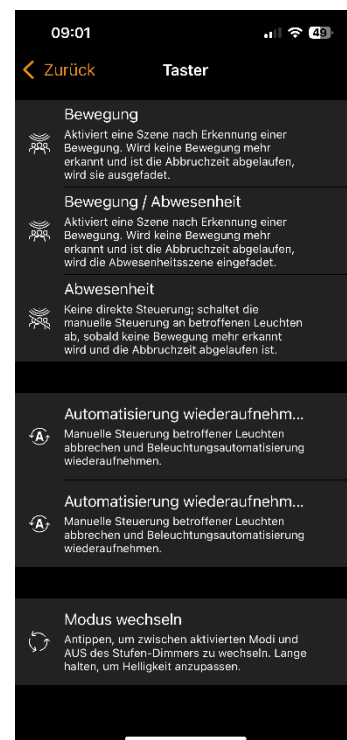 09:01
49
Zurück
Taster
Bewegung
Aktiviert eine Szene nach Erkennung einer
Bewegung. Wird keine Bewegung mehr
erkannt und ist die Abbruchzeit abgelaufen,
wird sie ausgefadet.
Bewegung / Abwesenheit
Aktiviert eine Szene nach Erkennung einer
Bewegung. Wird keine Bewegung mehr
erkannt und ist die Abbruchzeit abgelaufen,
wird die Abwesenheitsszene eingefadet.
Abwesenheit
Keine direkte Steuerung; schaltet die
manuelle Steuerung an betroffenen Leuchten
ab, sobald keine Bewegung mehr erkannt
wird und die Abbruchzeit abgelaufen ist.
A
Automatisierung wiederaufnehm...
Manuelle Steuerung betroffener Leuchten
abbrechen und Beleuchtungsautomatisierung
wiederaufnehmen.
A
Automatisierung wiederaufnehm...
Manuelle Steuerung betroffener Leuchten
abbrechen und Beleuchtungsautomatisierung
wiederaufnehmen.
Modus wechseln
Antippen, um zwischen aktivierten Modi und
AUS des Stufen-Dimmers zu wechseln. Lange
halten, um Helligkeit anzupassen.